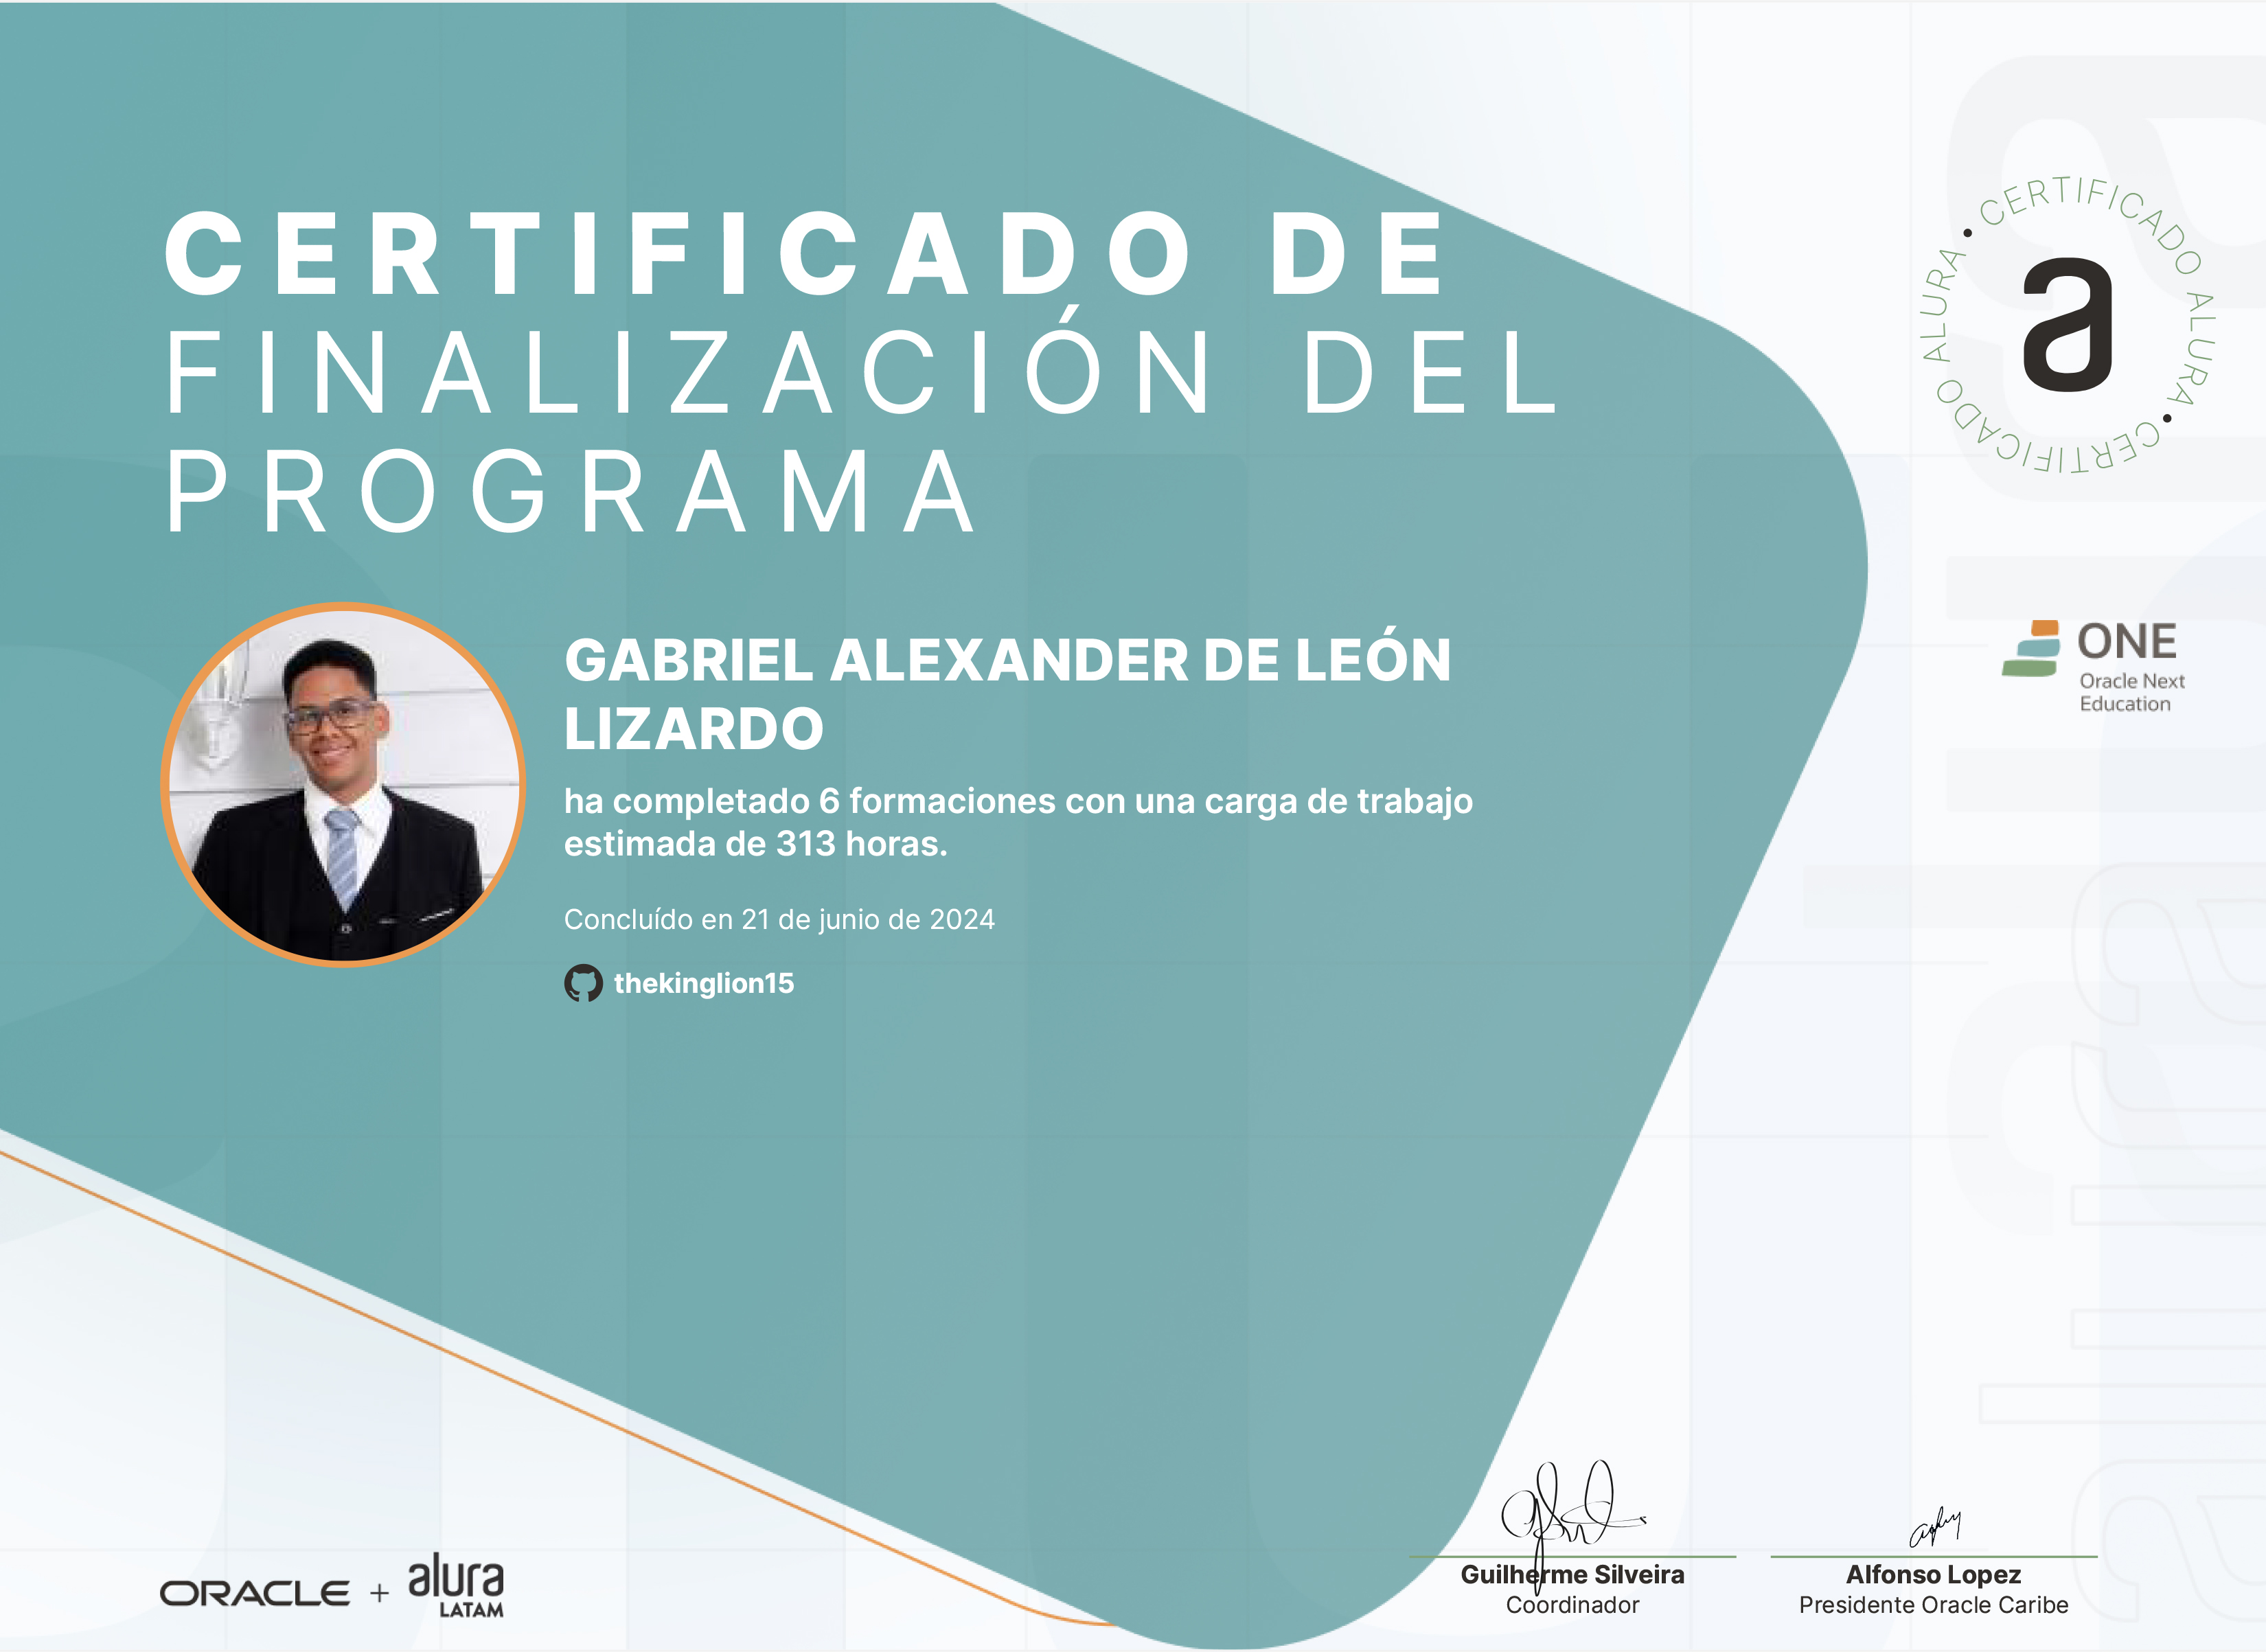 CERTIFICADO DE
FINALIZACIÓN DEL
PROGRAMA
CERTIFICADO ALURA • CERTIFICADO ALURA •
a
ONE
Oracle Next
Education
GABRIEL ALEXANDER DE LEÓN
LIZARDO
ha completado 6 formaciones con una carga de trabajo
estimada de 313 horas.
Concluído en 21 de junio de 2024
thekinglion15
ORACLE + alura
LATAM
Guilherme Silveira
Coordinador
Alfonso Lopez
Presidente Oracle Caribe
alura